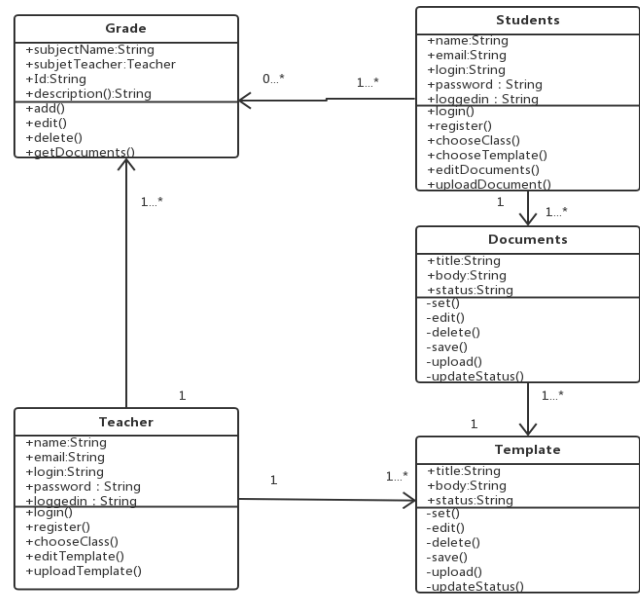 Grade
+subjectName:String
+subjetTeacher:Teacher
+Id:String
+description():String
+add()
+edit()
+delete()
+getDocuments()
Students
+name:String
+email:String
+login:String
+password : String
+loggedin : String
+login()
+register()
+chooseClass()
+chooseTemplate()
+editDocuments()
+uploadDocument()
0...*
1...*
1...*
1
1
1...*
Documents
+title:String
+body:String
+status:String
-set()
-edit()
-delete()
-save()
-upload()
-updateStatus()
1...*
1
Teacher
+name:String
+email:String
+login:String
+password : String
+loggedin : String
+login()
+register()
+chooseClass()
+editTemplate()
+uploadTemplate()
1
1...*
Template
+title:String
+body:String
+status:String
-set()
-edit()
-delete()
-save()
-upload()
-updateStatus()